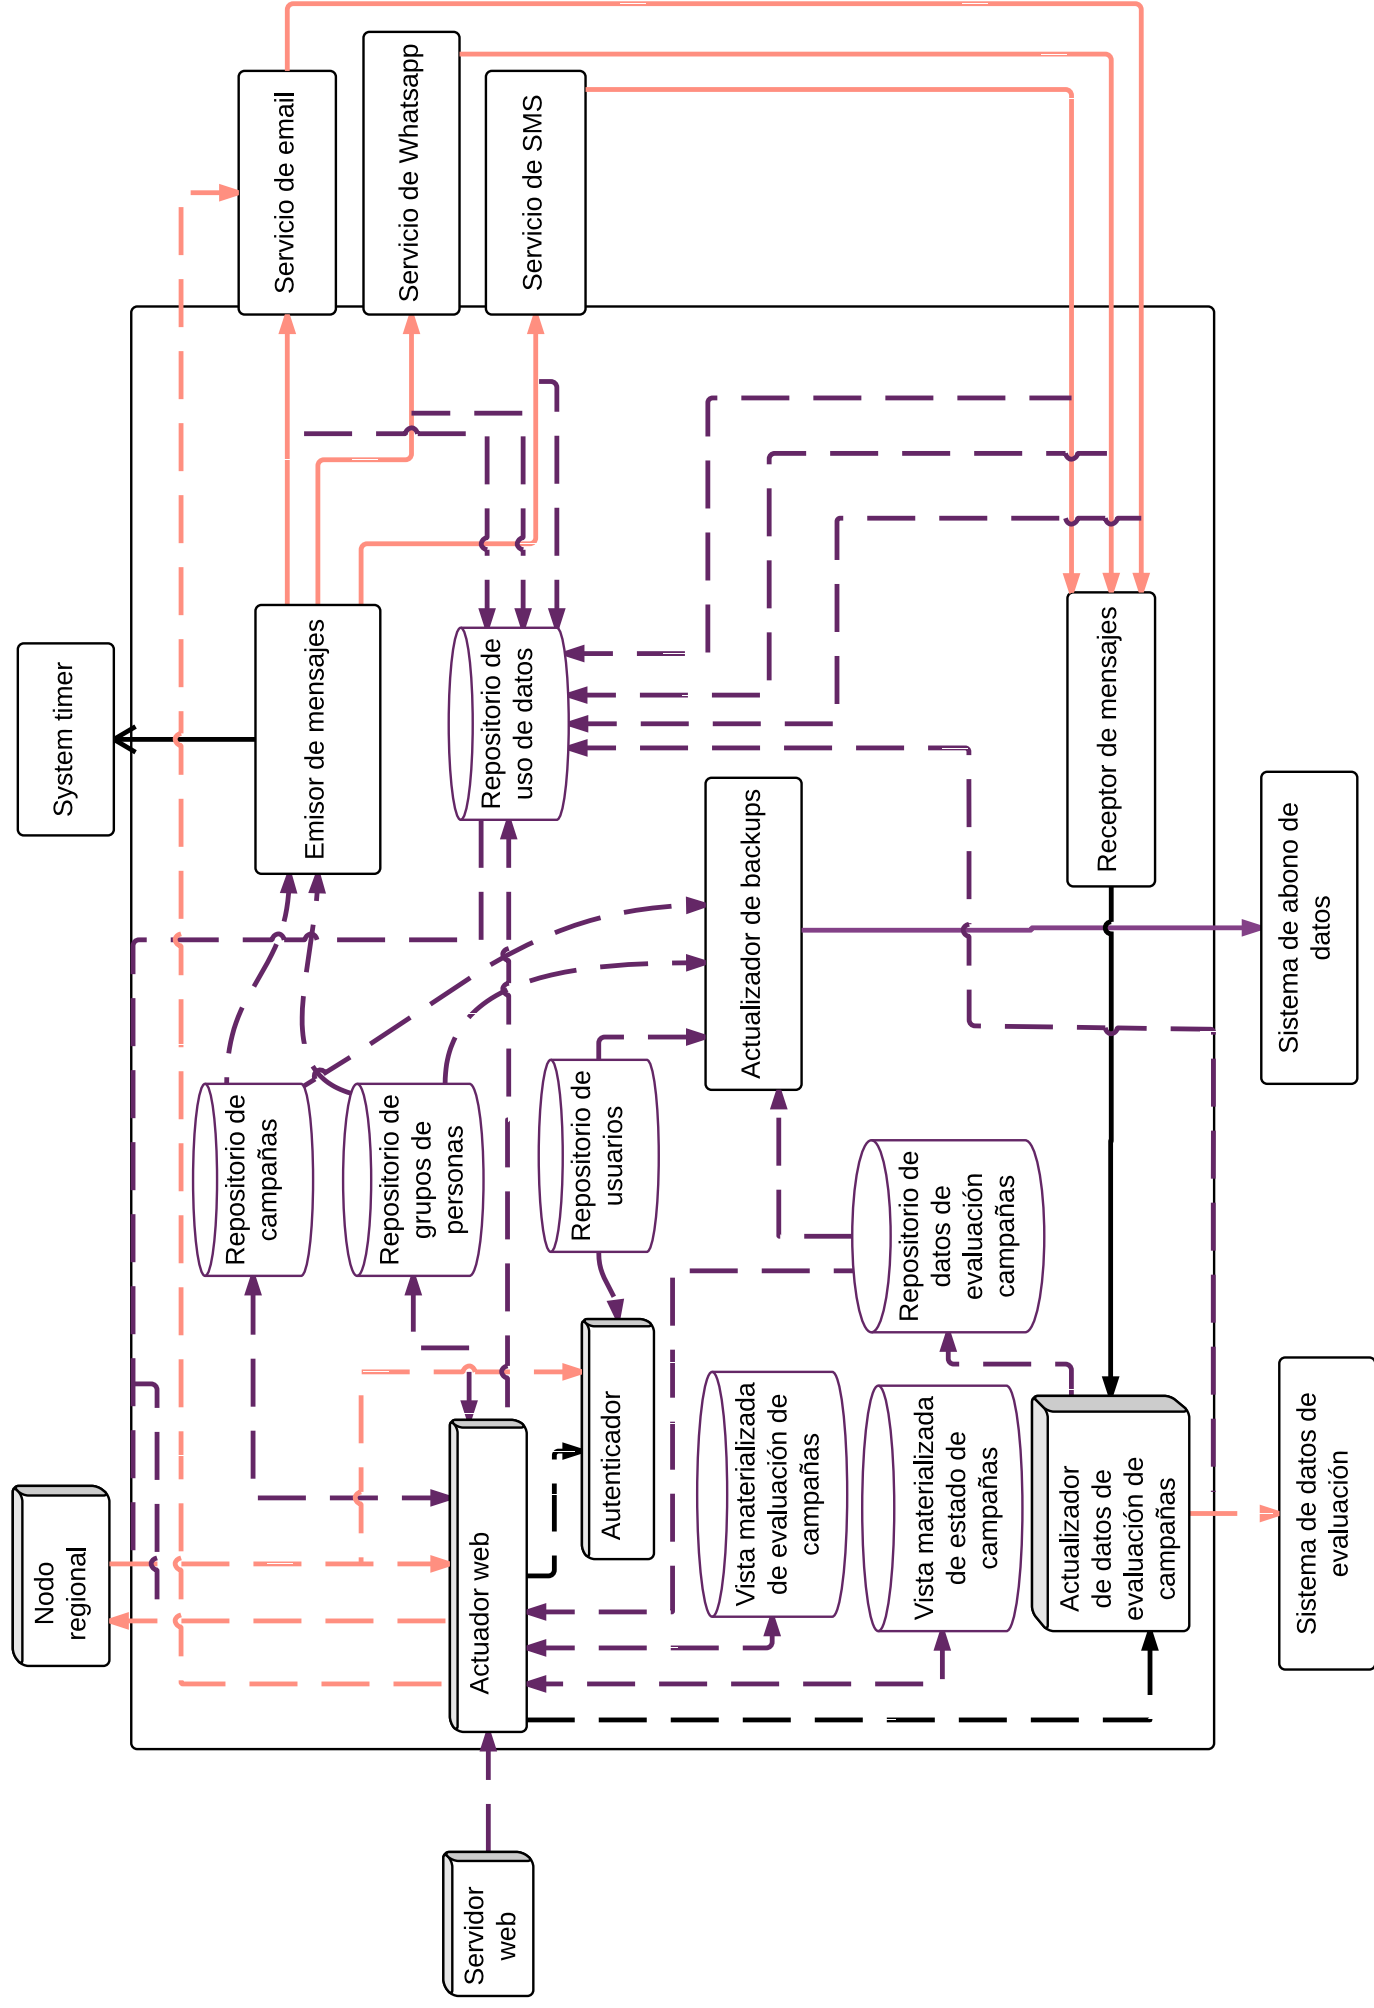 Servidor
web
Nodo
regional
Actuador web
Autenticador
Vista materializada
de evaluación de
campañas
Vista materializada
de estado de
campañas
Actualizador
de datos de
evaluación de
campañas
Sistema de datos de
evaluación
Repositorio de
campañas
Repositorio de
grupos de
personas
Repositorio de
usuarios
Repositorio de
datos de
evaluación
campañas
System timer
Emisor de mensajes
Repositorio de
uso de datos
Actualizador de backups
Receptor de mensajes
Sistema de abono de
datos
Servicio de email
Servicio de Whatsapp
Servicio de SMS